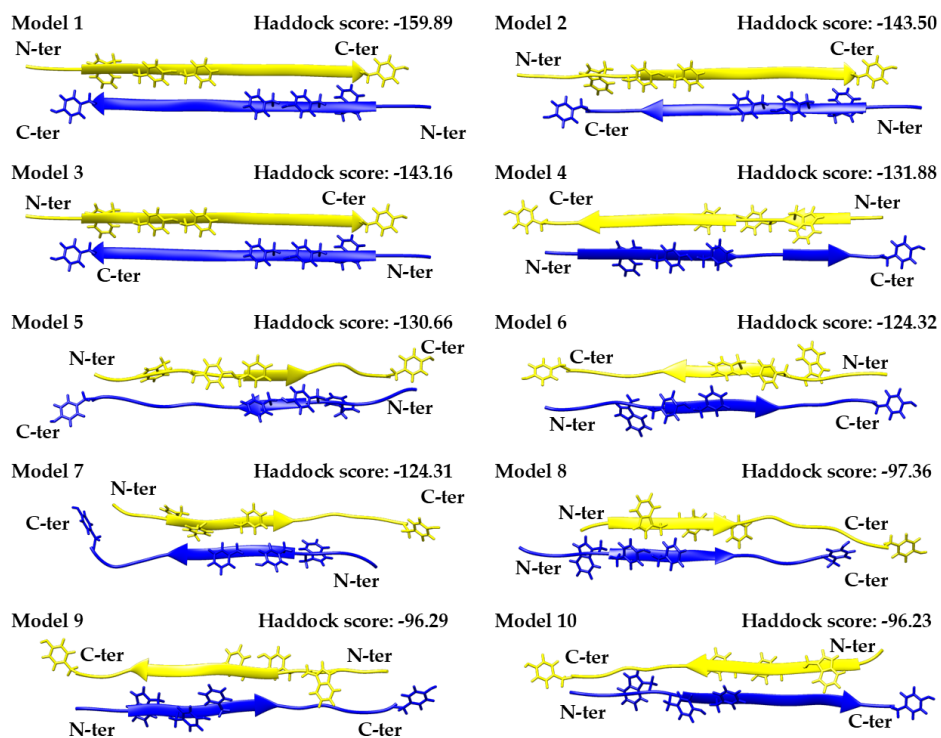 Model 1 Haddock score: -159.89
N-ter C-ter
C-ter N-ter
Model 2 Haddock score: -143.50
N-ter C-ter
C-ter N-ter
Model 3 Haddock score: -143.16
N-ter C-ter
C-ter N-ter
Model 4 Haddock score: -131.88
C-ter N-ter
N-ter C-ter
Model 5 Haddock score: -130.66
N-ter C-ter
C-ter N-ter
Model 6 Haddock score: -124.32
C-ter N-ter
N-ter C-ter
Model 7 Haddock score: -124.31
N-ter C-ter
C-ter N-ter
Model 8 Haddock score: -97.36
N-ter C-ter
N-ter C-ter
Model 9 Haddock score: -96.29
C-ter N-ter
N-ter C-ter
Model 10 Haddock score: -96.23
C-ter N-ter
N-ter C-ter